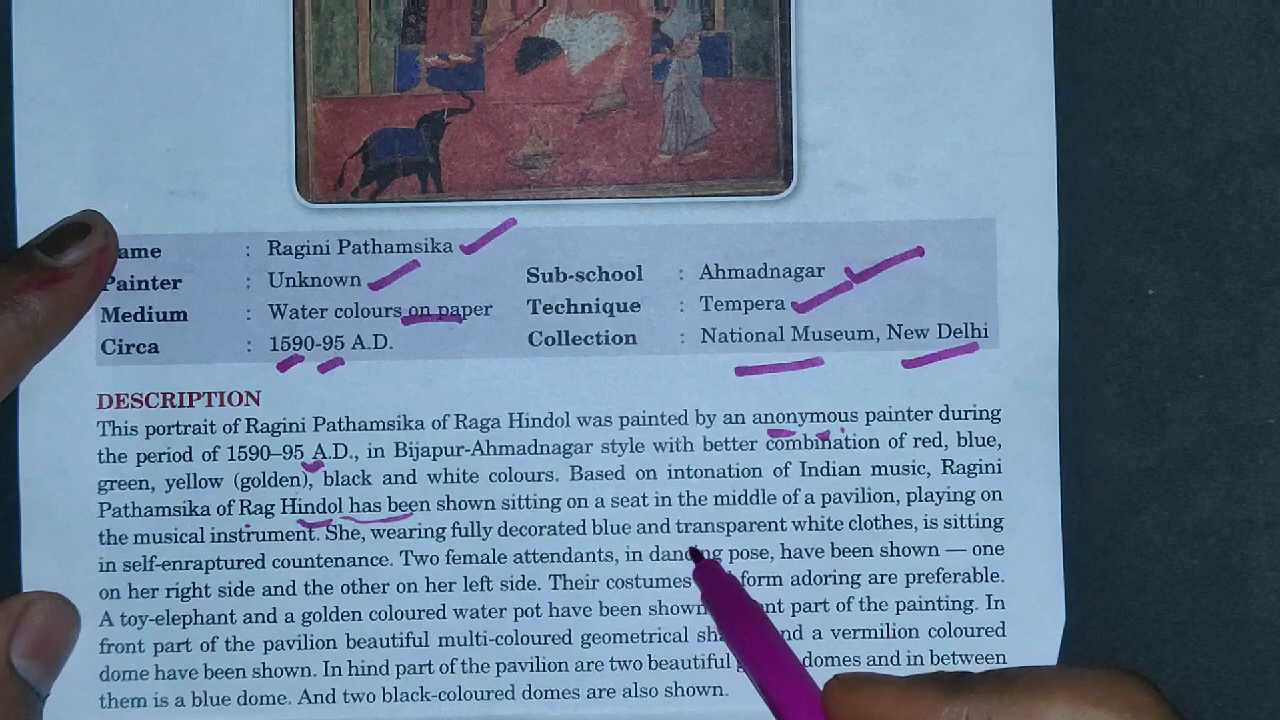 ame : Ragini Pathamsika
Painter : Unknown Sub-school : Ahmadnagar
Medium : Water colours on paper Technique : Tempera
Circa : 1590-95 A.D. Collection : National Museum, New Delhi
DESCRIPTION
This portrait of Ragini Pathamsika of Raga Hindol was painted by an anonymous painter during
the period of 1590–95 A.D., in Bijapur-Ahmadnagar style with better combination of red, blue,
green, yellow (golden), black and white colours. Based on intonation of Indian music, Ragini
Pathamsika of Rag Hindol has been shown sitting on a seat in the middle of a pavilion, playing on
the musical instrument. She, wearing fully decorated blue and transparent white clothes, is sitting
in self-enraptured countenance. Two female attendants, in dancing pose, have been shown — one
on her right side and the other on her left side. Their costumes form adoring are preferable.
A toy-elephant and a golden coloured water pot have been shown part of the painting. In
front part of the pavilion beautiful multi-coloured geometrical a vermilion coloured
dome have been shown. In hind part of the pavilion are two beautiful domes and in between
them is a blue dome. And two black-coloured domes are also shown.